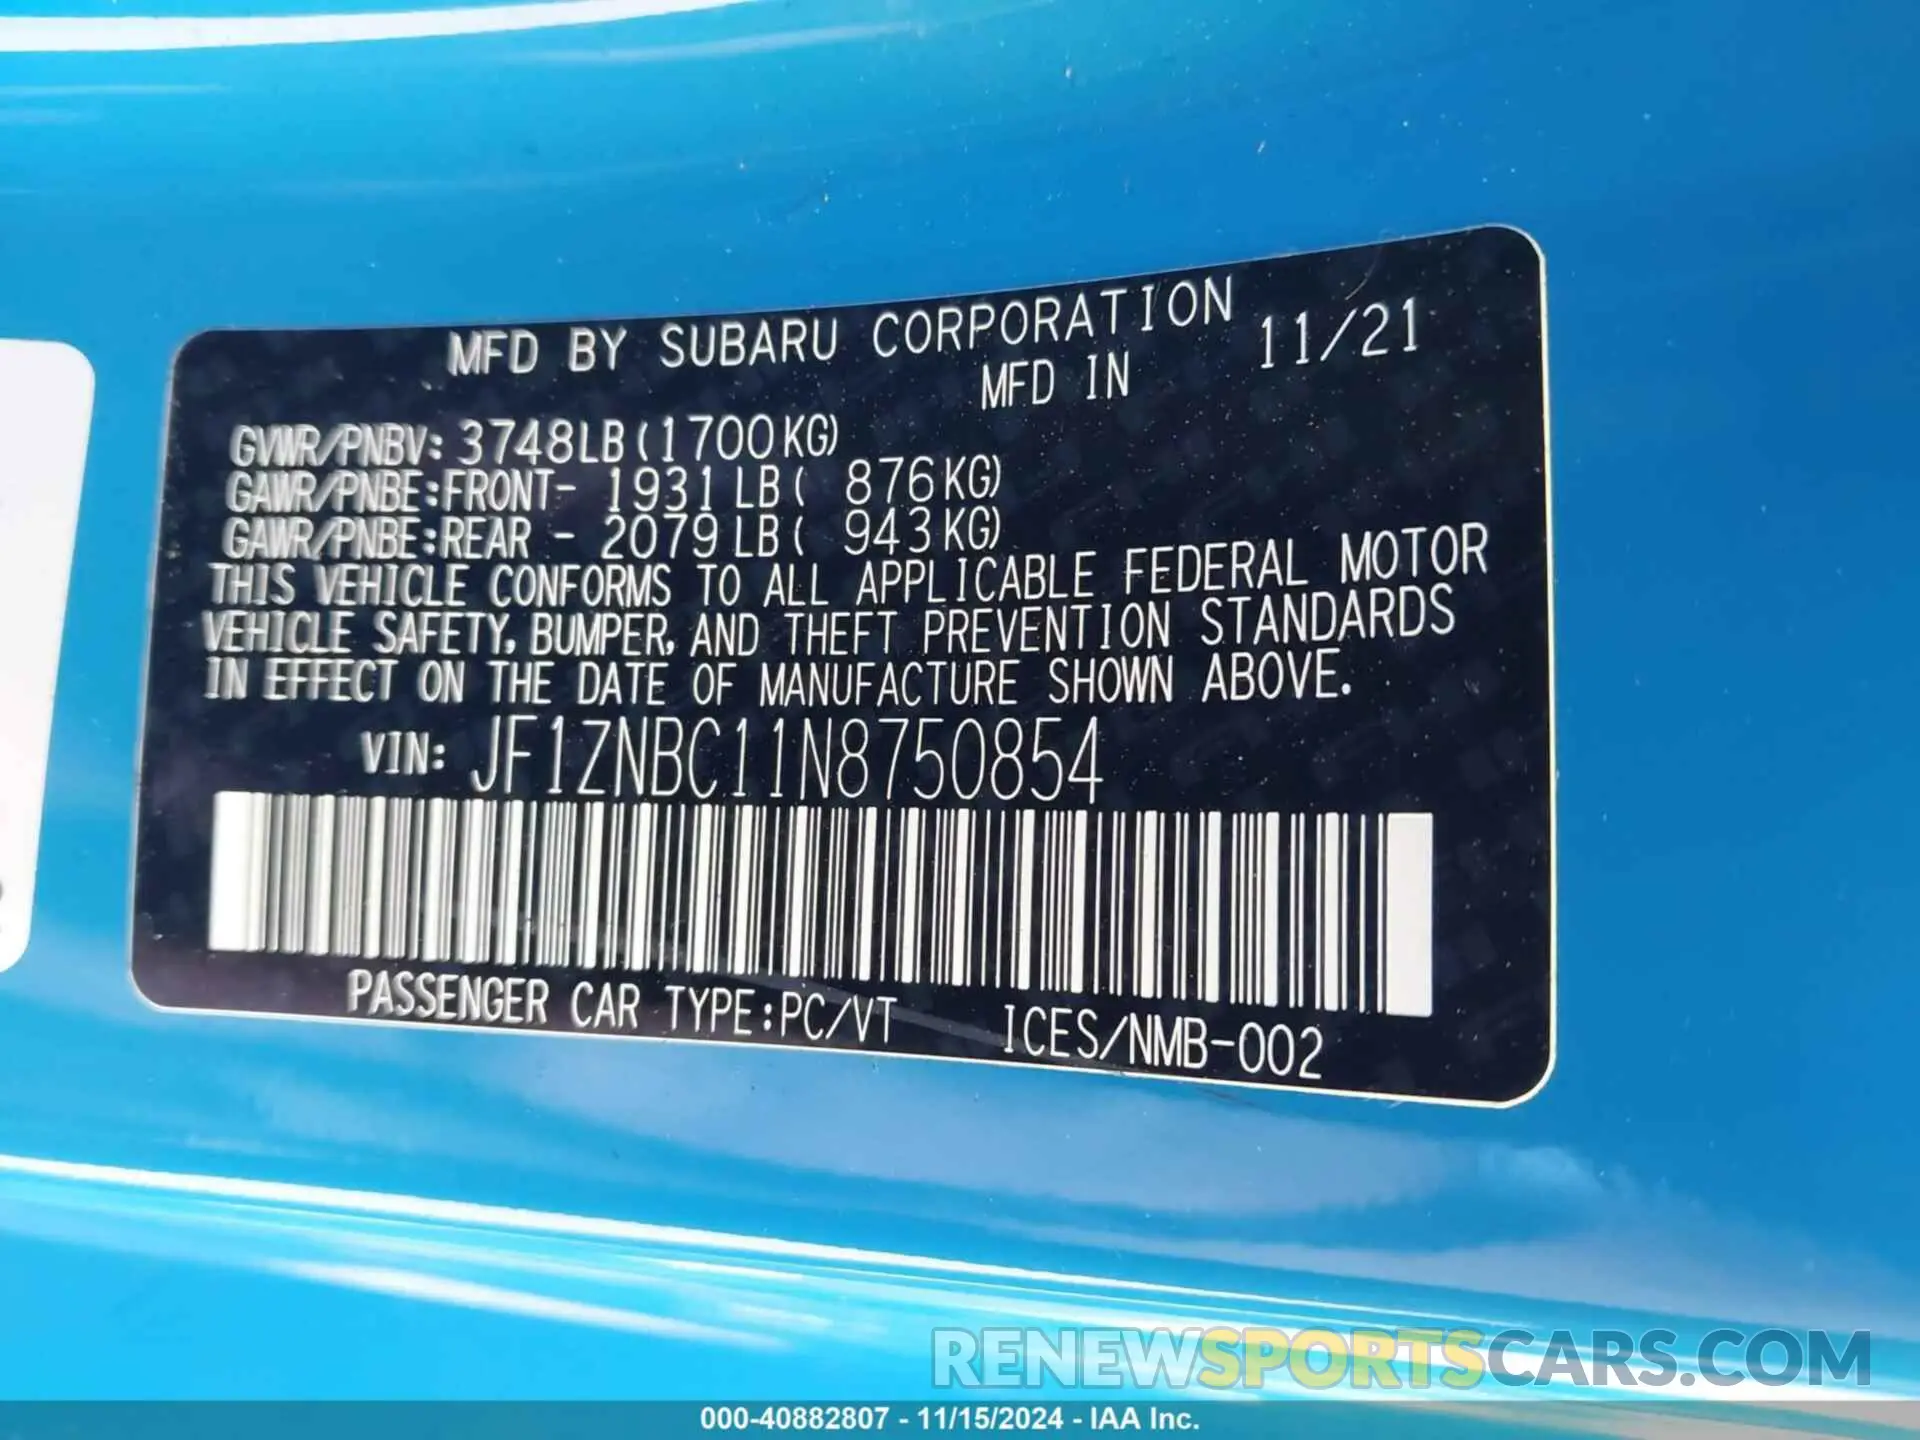 MFD BY SUBARU CORPORATION 11/21
MFD IN
GVWR/PNBV: 3748LB (1700KG)
GAWR/PNBE:FRONT- 1931 LB ( 876KG)
GAWR/PNBE:REAR - 2079 LB ( 943KG)
THIS VEHICLE CONFORMS TO ALL APPLICABLE FEDERAL MOTOR
VEHICLE SAFETY, BUMPER, AND THEFT PREVENTION STANDARDS
IN EFFECT ON THE DATE OF MANUFACTURE SHOWN ABOVE.
VIN: JF1ZNBC11N8750854
PASSENGER CAR TYPE:PC/VT ICES/NMB-002
RENEWSPORTSCARS.COM
000-40882807 - 11/15/2024 - IAA Inc.